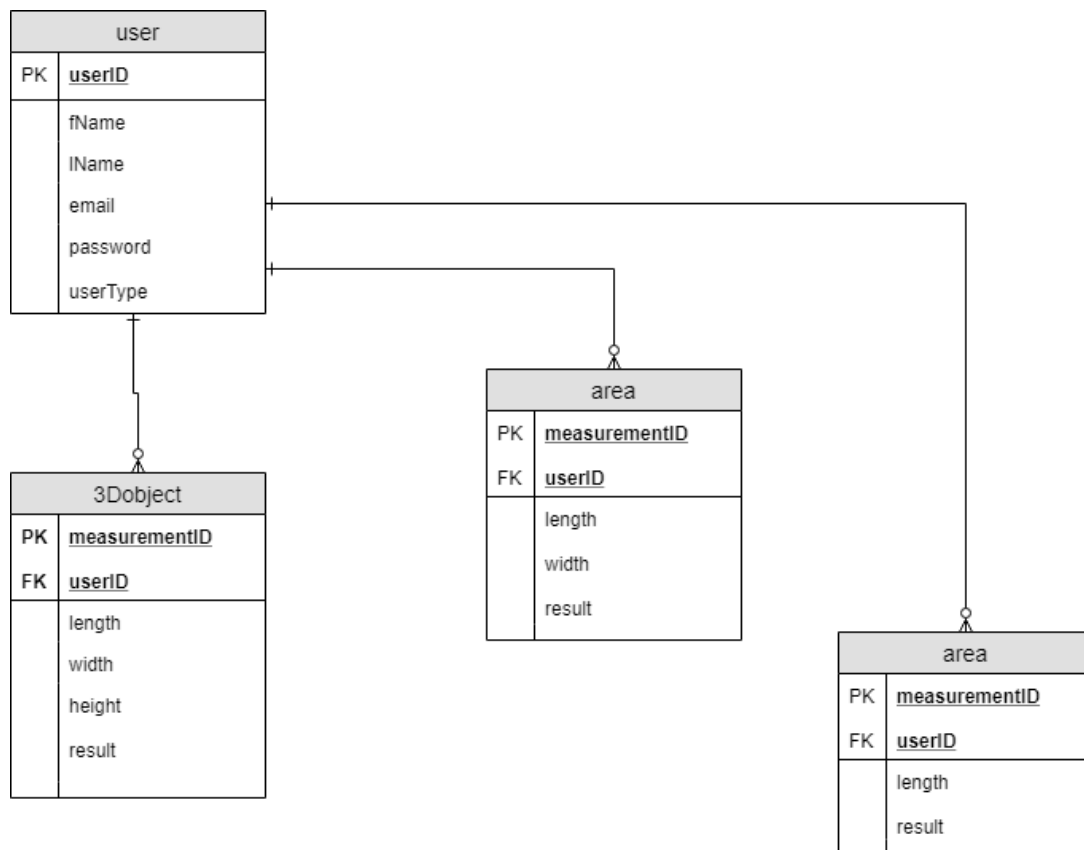 user
PK userID
fName
lName
email
password
userType
3Dobject
PK measurementID
FK userID
length
width
height
result
area
PK measurementID
FK userID
length
width
result
area
PK measurementID
FK userID
length
result